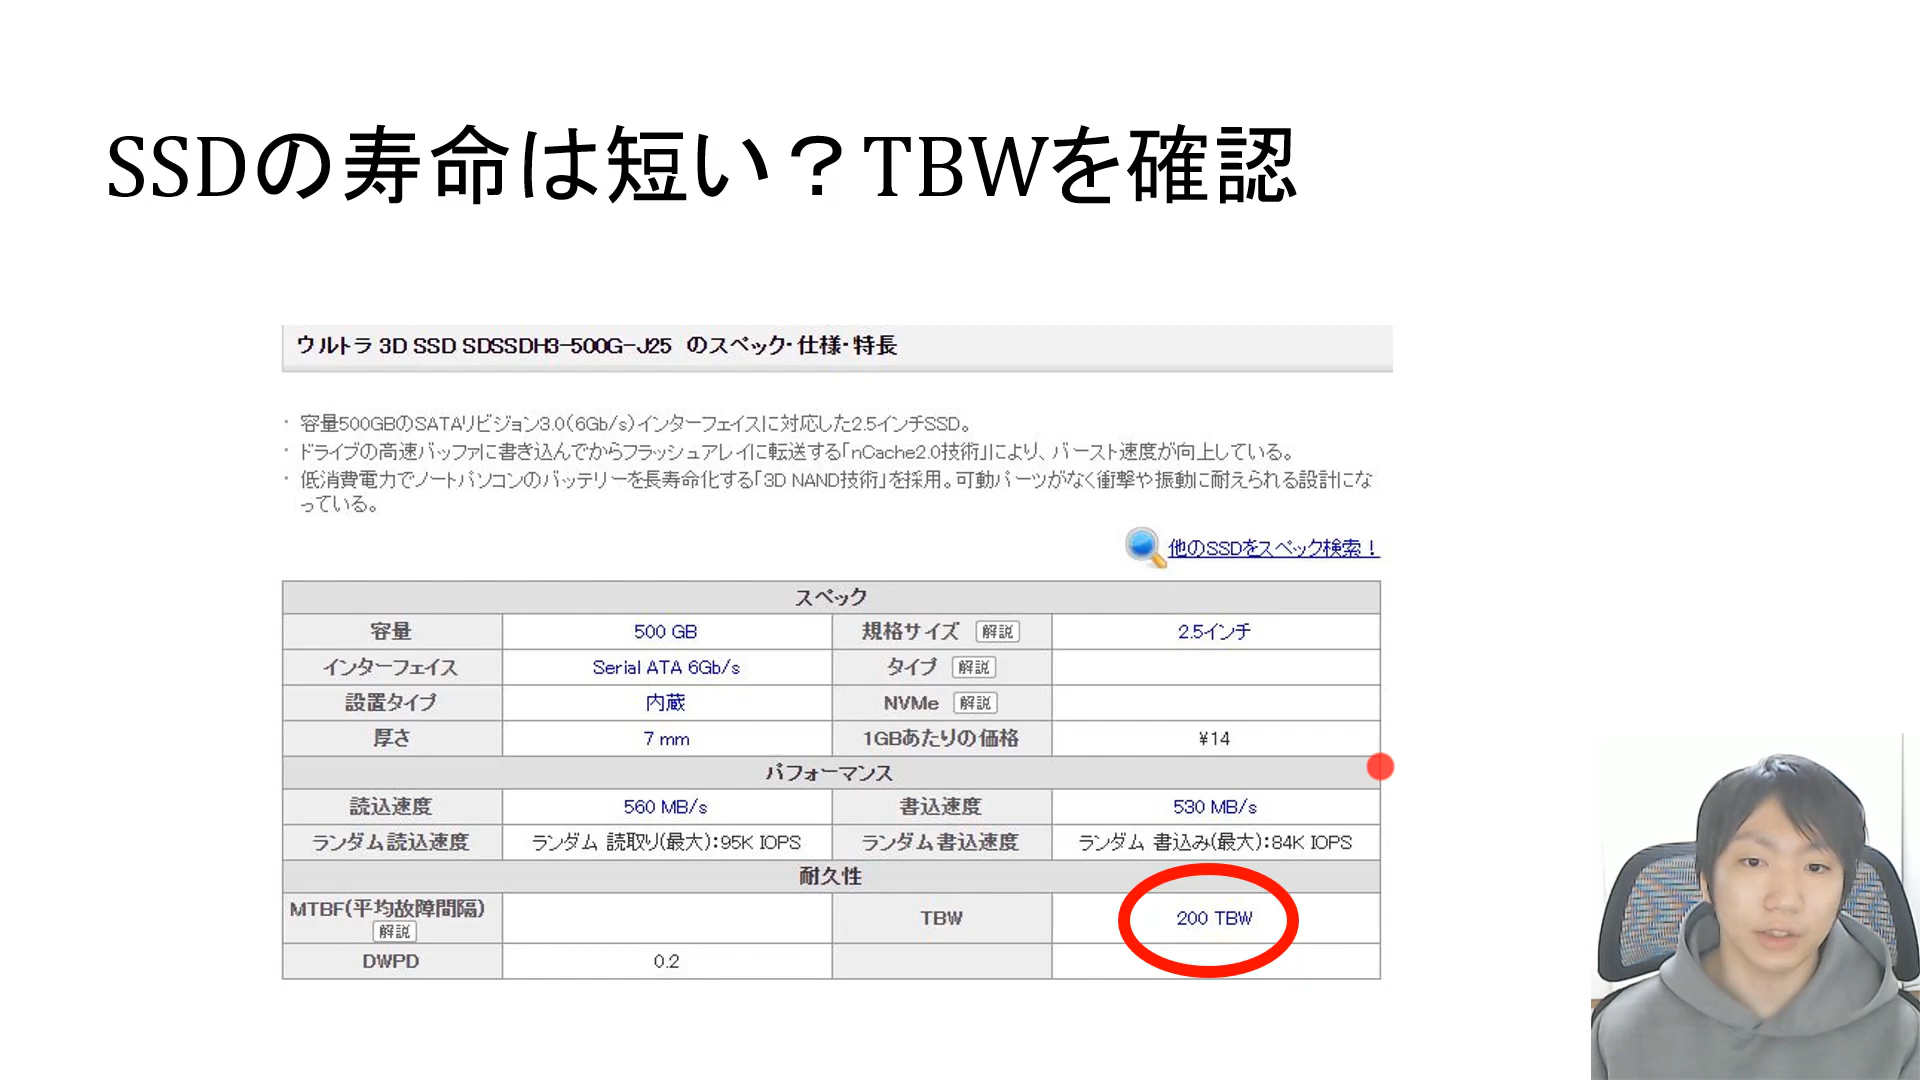 SSDの寿命は短い？TBWを確認
ウルトラ 3D SSD SDSSDH3-500G-J25 のスペック・仕様・特長
・ 容量500GBのSATAリビジョン3.0（6Gb/s）インターフェイスに対応した2.5インチSSD。
・ ドライブの高速バッファに書き込んでからフラッシュアレイに転送する「nCache2.0技術」により、バースト速度が向上している。
・ 低消費電力でノートパソコンのバッテリーを長寿命化する「3D NAND技術」を採用。可動パーツがなく衝撃や振動に耐えられる設計にな
っている。
他のSSDをスペック検索！
スペック
容量 500 GB 規格サイズ 解説 2.5インチ
インターフェイス Serial ATA 6Gb/s タイプ 解説
設置タイプ 内蔵 NVMe 解説
厚さ 7 mm 1GBあたりの価格 ¥14
パフォーマンス
読込速度 560 MB/s 書込速度 530 MB/s
ランダム読込速度 ランダム 読取り(最大):95K IOPS ランダム書込速度 ランダム 書込み(最大):84K IOPS
耐久性
MTBF(平均故障間隔)
解説
TBW 200 TBW
DWPD 0.2